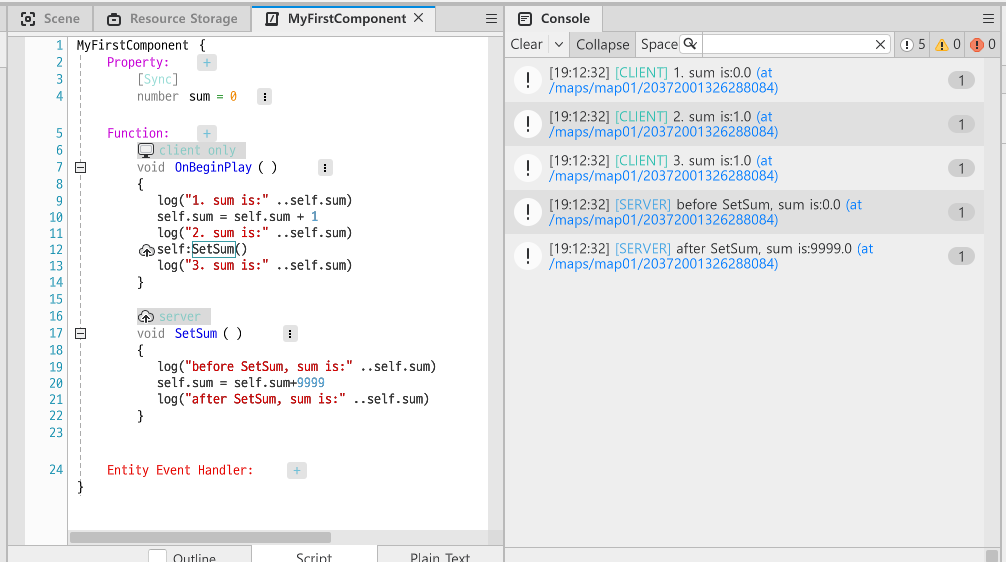 Scene
Resource Storage
MyFirstComponent
1 MyFirstComponent {
2 Property: +
3 [Sync]
4 number sum = 0
5 Function: +
6 client only
7 void OnBeginPlay ( )
8 {
9 log("1. sum is:" ..self.sum)
10 self.sum = self.sum + 1
11 log("2. sum is:" ..self.sum)
12 self:SetSum()
13 log("3. sum is:" ..self.sum)
14 }
15
16 server
17 void SetSum ( )
18 {
19 log("before SetSum, sum is:" ..self.sum)
20 self.sum = self.sum+9999
21 log("after SetSum, sum is:" ..self.sum)
22 }
23
24 Entity Event Handler: +
}
Outline
Script
Plain Text
Console
Clear Collapse Space 5 0 0
[19:12:32] [CLIENT] 1. sum is:0.0 (at
/maps/map01/20372001326288084) 1
[19:12:32] [CLIENT] 2. sum is:1.0 (at
/maps/map01/20372001326288084) 1
[19:12:32] [CLIENT] 3. sum is:1.0 (at
/maps/map01/20372001326288084) 1
[19:12:32] [SERVER] before SetSum, sum is:0.0 (at
/maps/map01/20372001326288084) 1
[19:12:32] [SERVER] after SetSum, sum is:9999.0 (at
/maps/map01/20372001326288084) 1